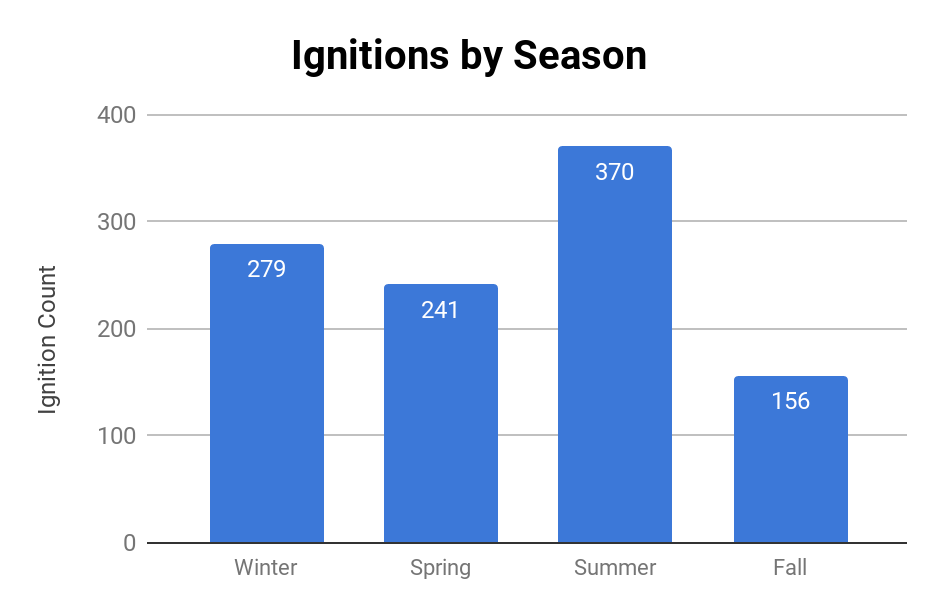 Ignitions by Season
Ignition Count
400
300
200
100
0
279
241
370
156
Winter
Spring
Summer
Fall